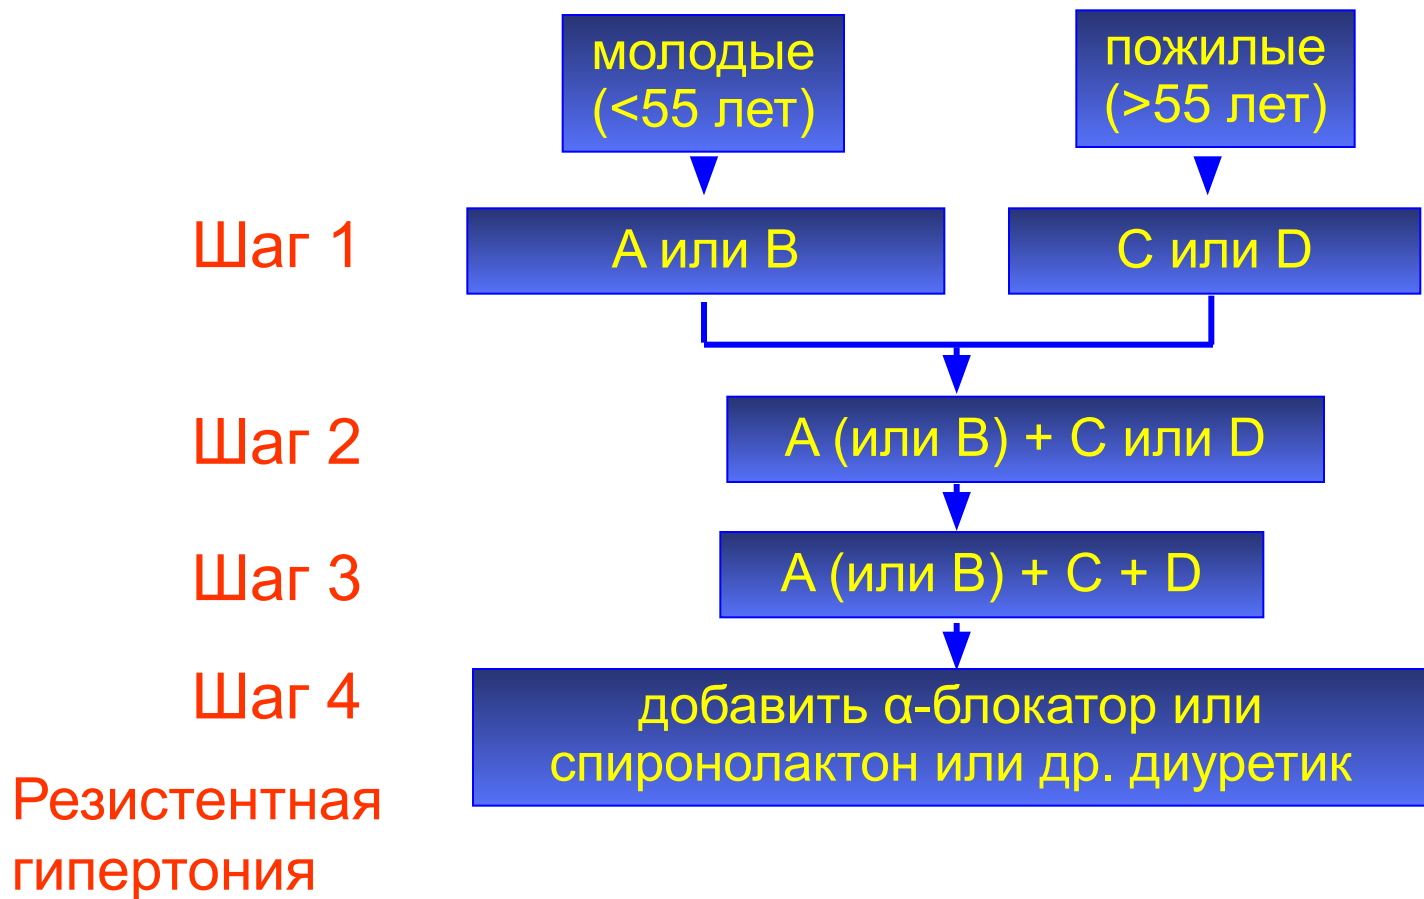 молодые
(<55 лет)
пожилые
(>55 лет)
Шаг 1
А или В
С или D
Шаг 2
А (или В) + С или D
Шаг 3
А (или В) + С + D
Шаг 4
добавить α-блокатор или
спиронолактон или др. диуретик
Резистентная
гипертония